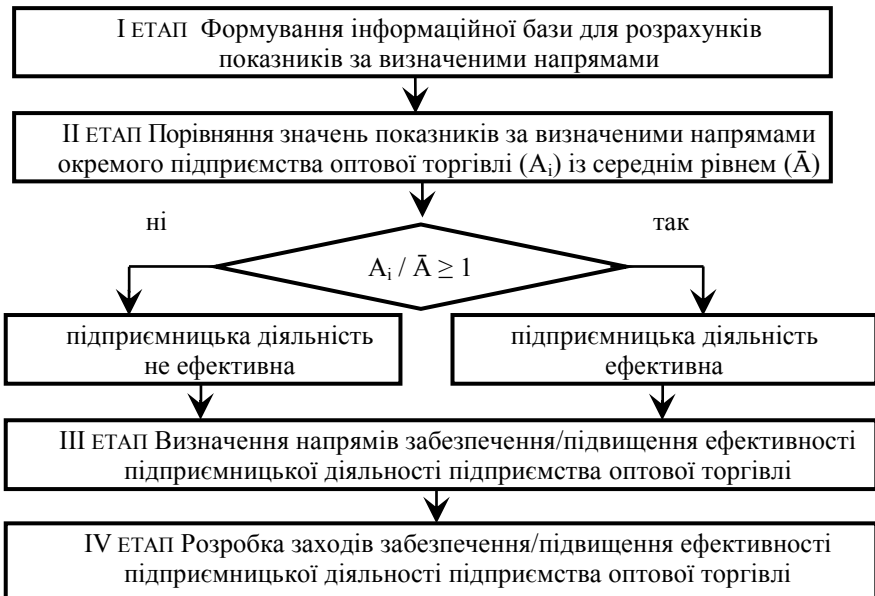 I ЕТАП Формування інформаційної бази для розрахунків
показників за визначеними напрямами
II ЕТАП Порівняння значень показників за визначеними напрямами
окремого підприємства оптової торгівлі (Аᵢ) із середнім рівнем (Ā)
ні
так
Аᵢ / Ā ≥ 1
підприємницька діяльність
не ефективна
підприємницька діяльність
ефективна
III ЕТАП Визначення напрямів забезпечення/підвищення ефективності
підприємницької діяльності підприємства оптової торгівлі
IV ЕТАП Розробка заходів забезпечення/підвищення ефективності
підприємницької діяльності підприємства оптової торгівлі